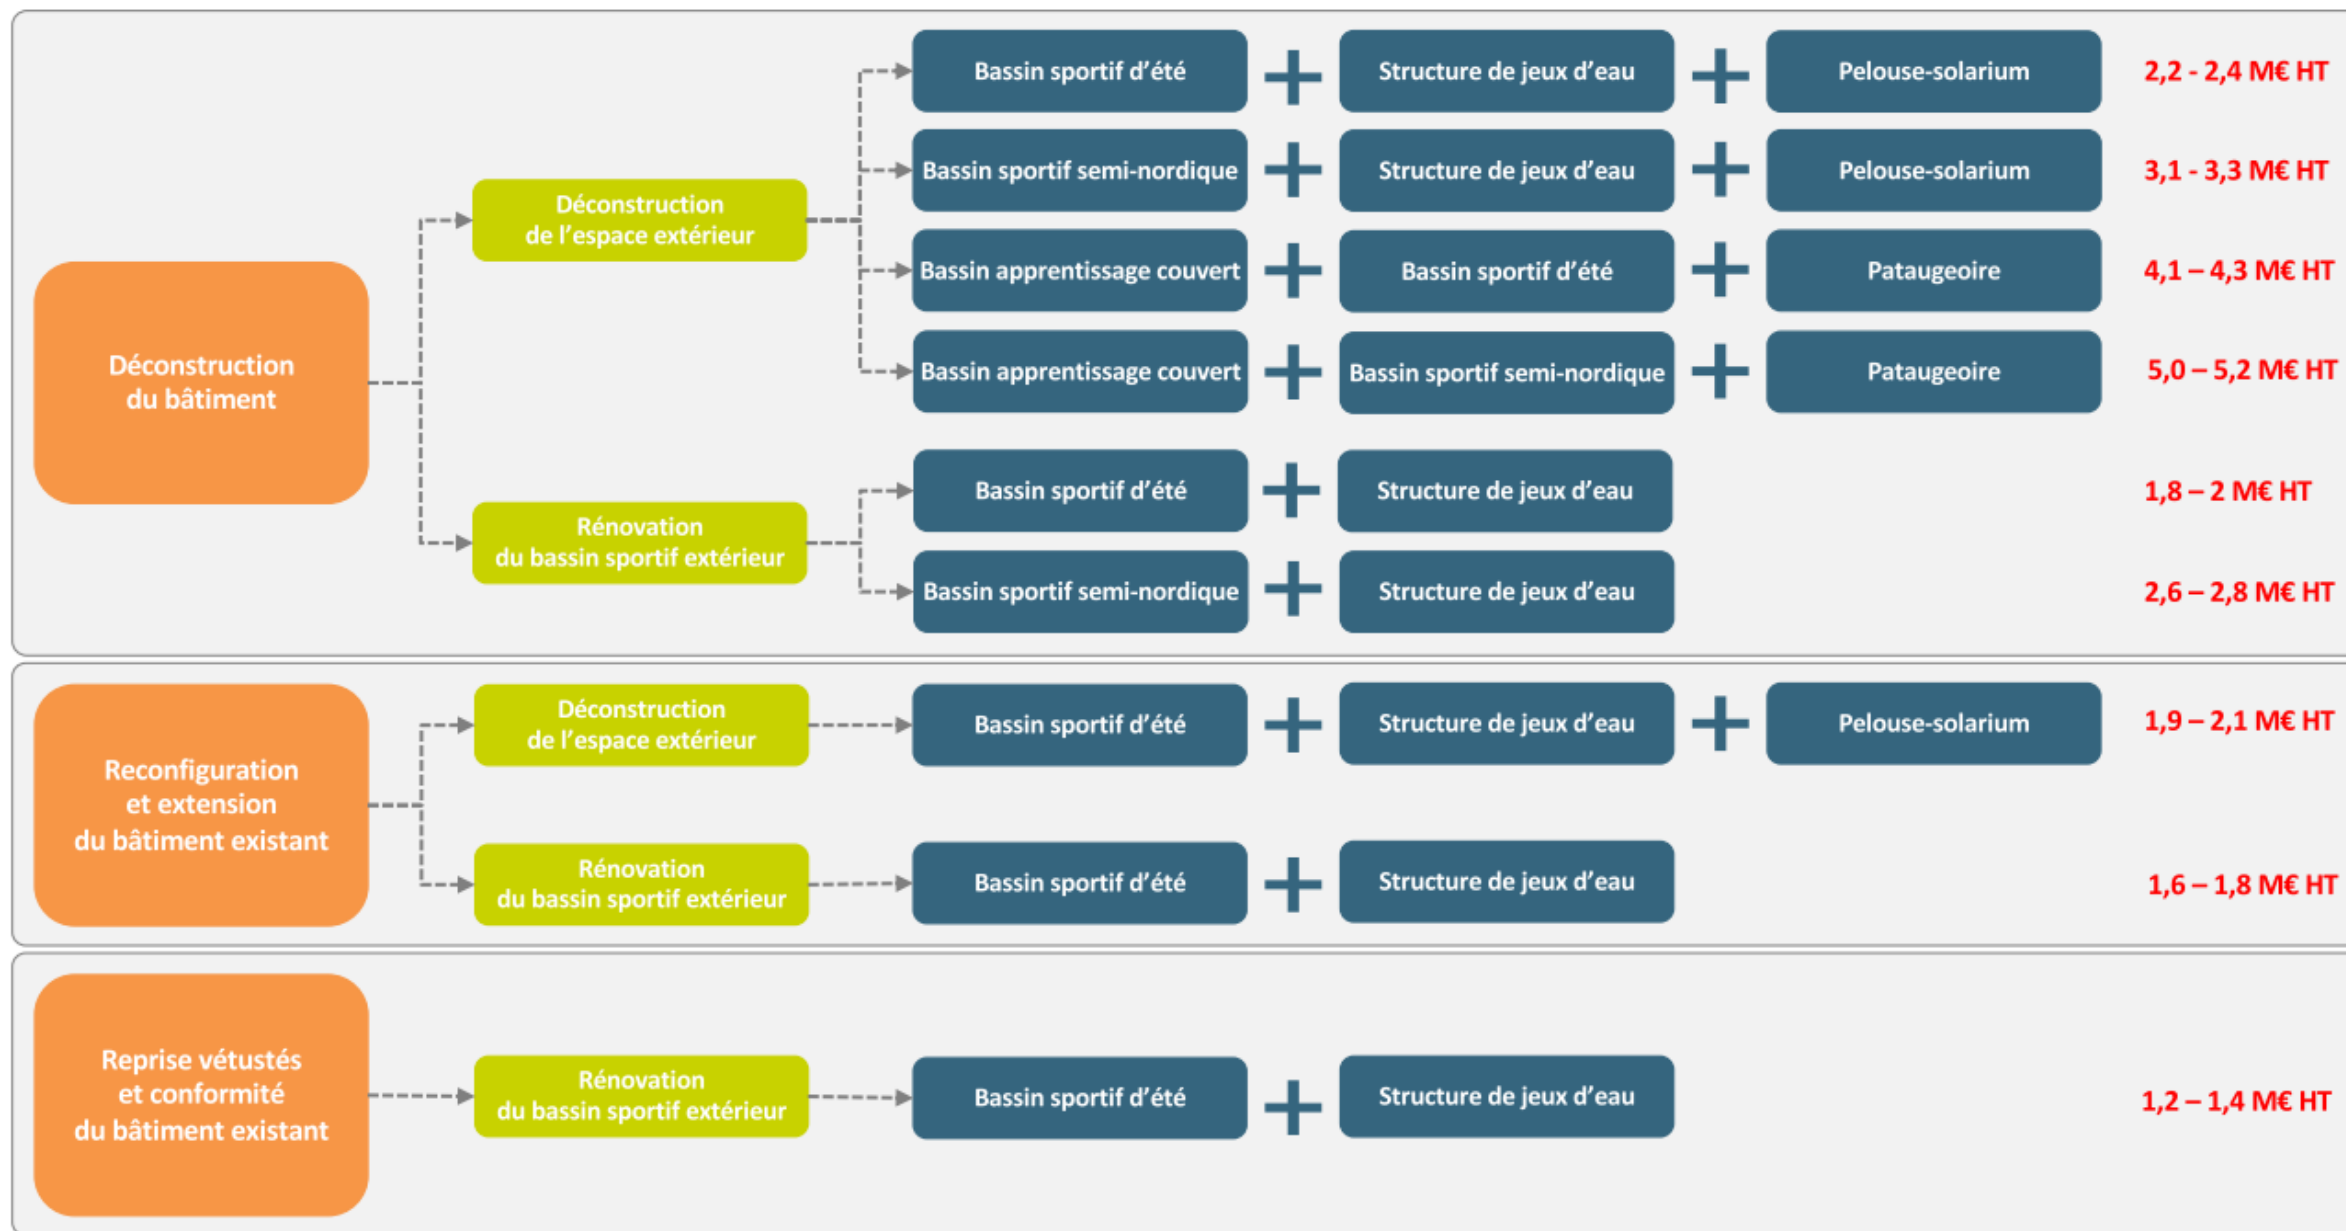 Déconstruction
du bâtiment
Déconstruction
de l'espace extérieur
Bassin sportif d'été + Structure de jeux d'eau + Pelouse-solarium 2,2 - 2,4 M€ HT
Bassin sportif semi-nordique + Structure de jeux d'eau + Pelouse-solarium 3,1 - 3,3 M€ HT
Bassin apprentissage couvert + Bassin sportif d'été + Pataugeoire 4,1 – 4,3 M€ HT
Bassin apprentissage couvert + Bassin sportif semi-nordique + Pataugeoire 5,0 – 5,2 M€ HT
Rénovation
du bassin sportif extérieur
Bassin sportif d'été + Structure de jeux d'eau 1,8 – 2 M€ HT
Bassin sportif semi-nordique + Structure de jeux d'eau 2,6 – 2,8 M€ HT
Reconfiguration
et extension
du bâtiment existant
Déconstruction
de l'espace extérieur
Bassin sportif d'été + Structure de jeux d'eau + Pelouse-solarium 1,9 – 2,1 M€ HT
Rénovation
du bassin sportif extérieur
Bassin sportif d'été + Structure de jeux d'eau 1,6 – 1,8 M€ HT
Reprise vétustés
et conformité
du bâtiment existant
Rénovation
du bassin sportif extérieur
Bassin sportif d'été + Structure de jeux d'eau 1,2 – 1,4 M€ HT